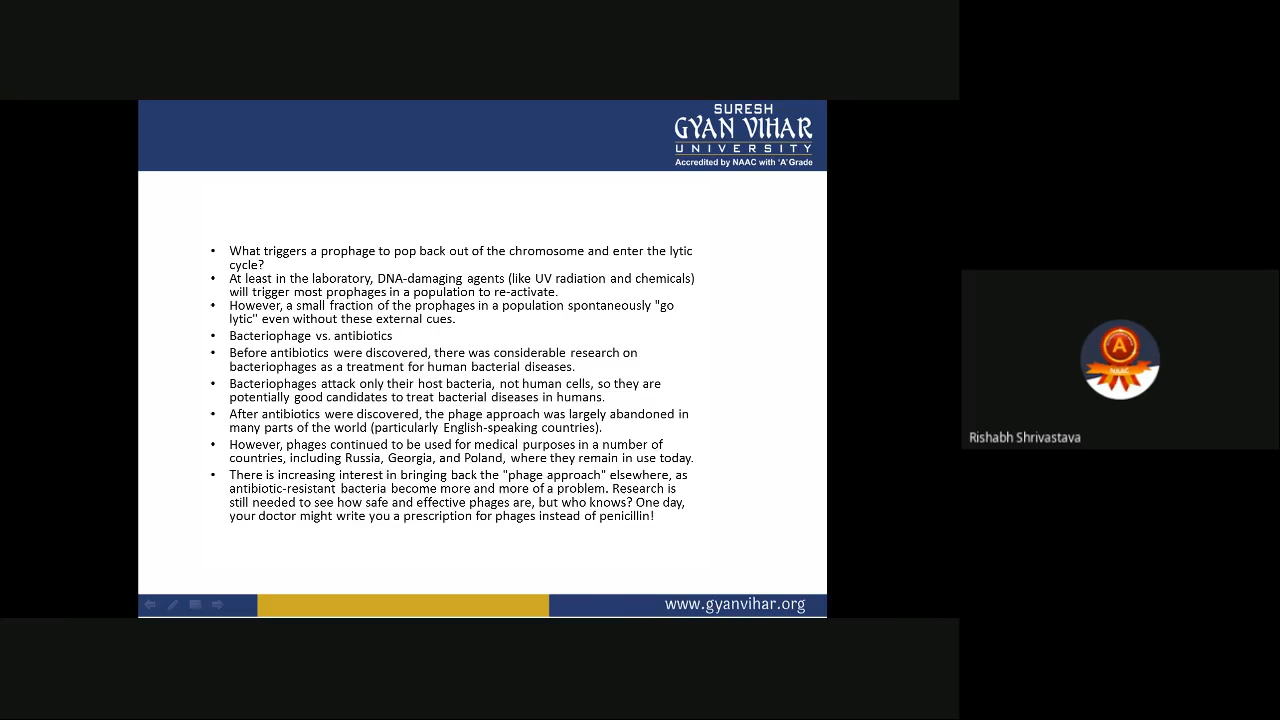 SURESH
GYAN VIHAR
UNIVERSITY
Accredited by NAAC with 'A' Grade
• What triggers a prophage to pop back out of the chromosome and enter the lytic
cycle?
• At least in the laboratory, DNA-damaging agents (like UV radiation and chemicals)
will trigger most prophages in a population to re-activate.
• However, a small fraction of the prophages in a population spontaneously "go
lytic" even without these external cues.
• Bacteriophage vs. antibiotics
• Before antibiotics were discovered, there was considerable research on
bacteriophages as a treatment for human bacterial diseases.
• Bacteriophages attack only their host bacteria, not human cells, so they are
potentially good candidates to treat bacterial diseases in humans.
• After antibiotics were discovered, the phage approach was largely abandoned in
many parts of the world (particularly English-speaking countries).
• However, phages continued to be used for medical purposes in a number of
countries, including Russia, Georgia, and Poland, where they remain in use today.
• There is increasing interest in bringing back the "phage approach" elsewhere, as
antibiotic-resistant bacteria become more and more of a problem. Research is
still needed to see how safe and effective phages are, but who knows? One day,
your doctor might write you a prescription for phages instead of penicillin!
www.gyanvihar.org
A
NAAC
Rishabh Shrivastava